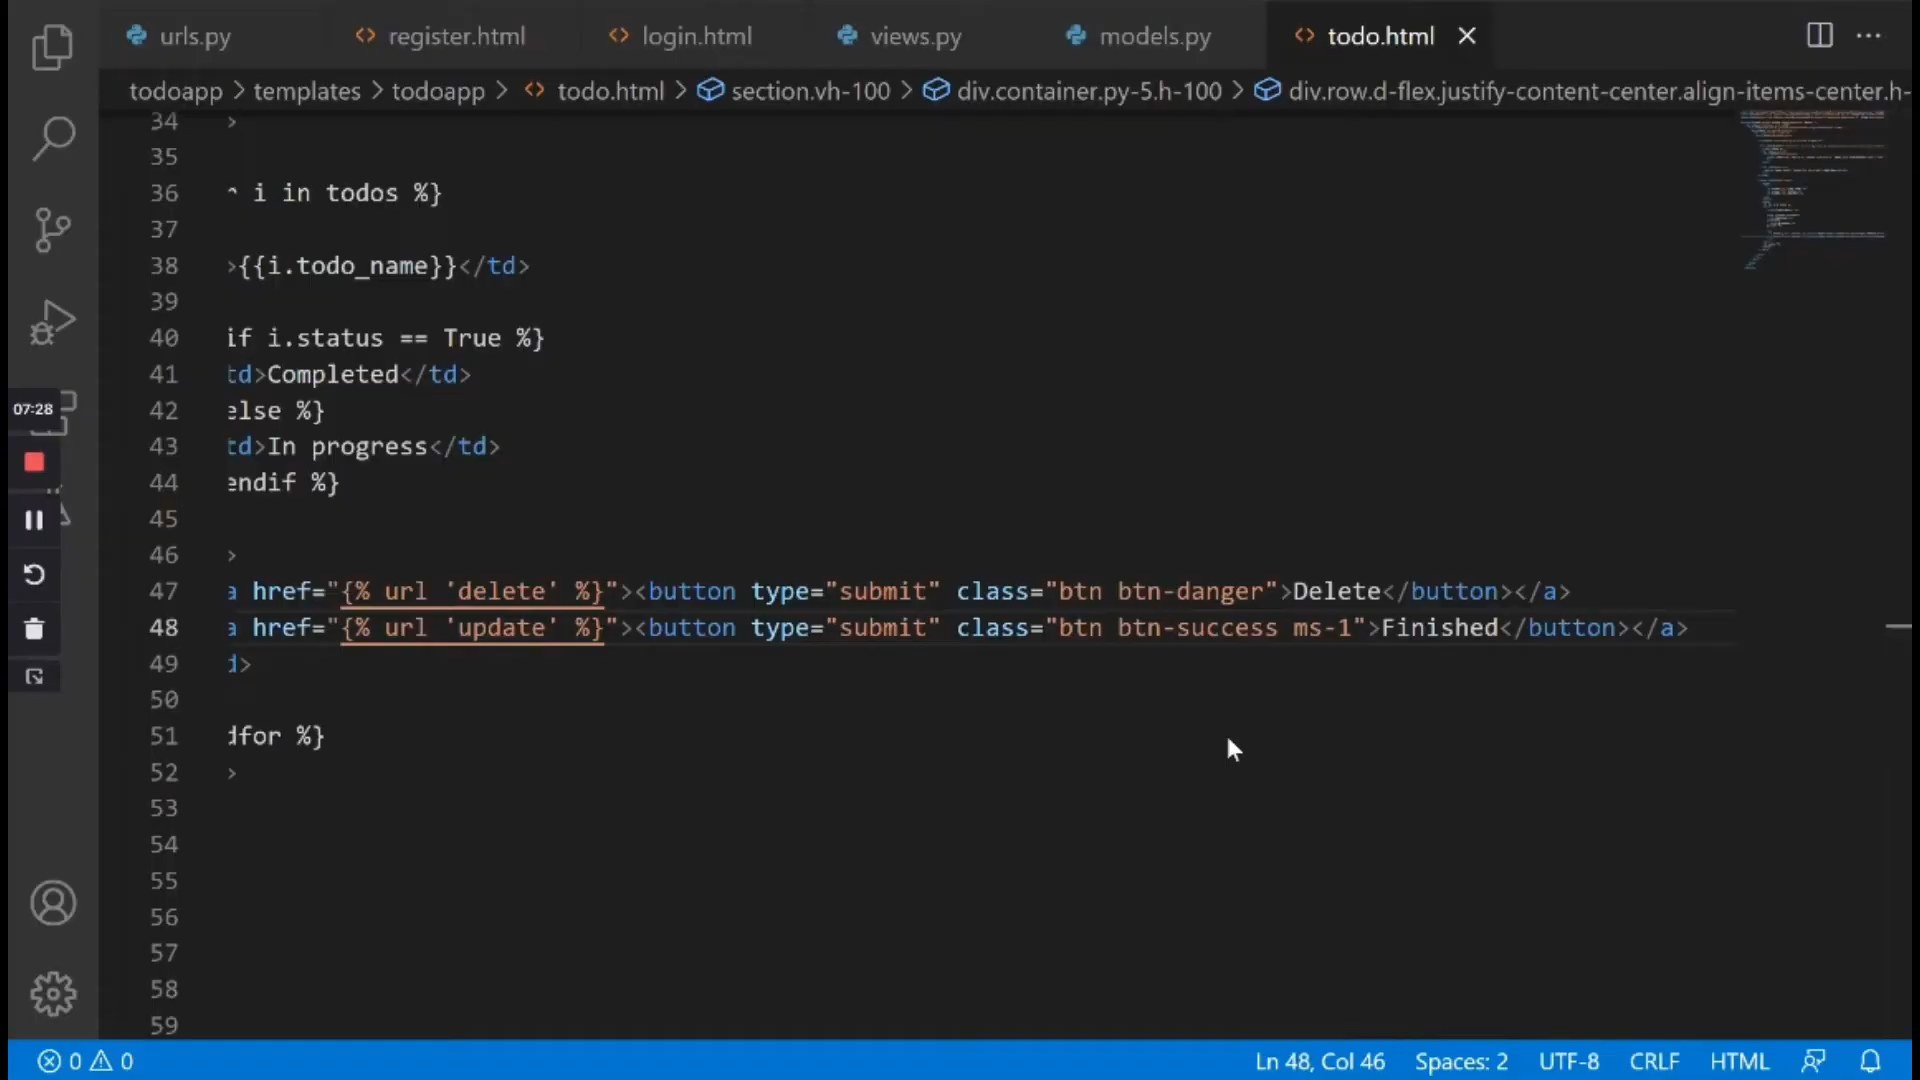 urls.py register.html login.html views.py models.py todo.html
todoapp > templates > todoapp > todo.html > section.vh-100 > div.container.py-5.h-100 > div.row.d-flex.justify-content-center.align-items-center.h-
34 >
35
36 i in todos %}
37
38 >{{i.todo_name}}</td>
39
40 if i.status == True %}
41 td>Completed</td>
42 else %}
43 td>In progress</td>
44 endif %}
45
46 >
47 a href="{% url 'delete' %}"><button type="submit" class="btn btn-danger">Delete</button></a>
48 a href="{% url 'update' %}"><button type="submit" class="btn btn-success ms-1">Finished</button></a>
49 d>
50
51 dfor %}
52 >
53
54
55
56
57
58
59
07:28
0 0 Ln 48, Col 46 Spaces: 2 UTF-8 CRLF HTML